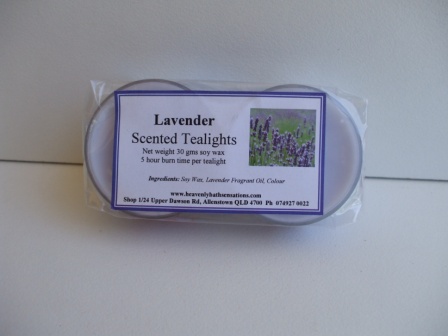 Lavender
Scented Tealights
Net weight 30 gms soy wax
5 hour burn time per tealight
Ingredients: Soy Wax, Lavender Fragrant Oil, Colour
www.heavenlybathsensations.com
Shop 1/24 Upper Dawson Rd, Allenstown QLD 4700 Ph 074927 0022